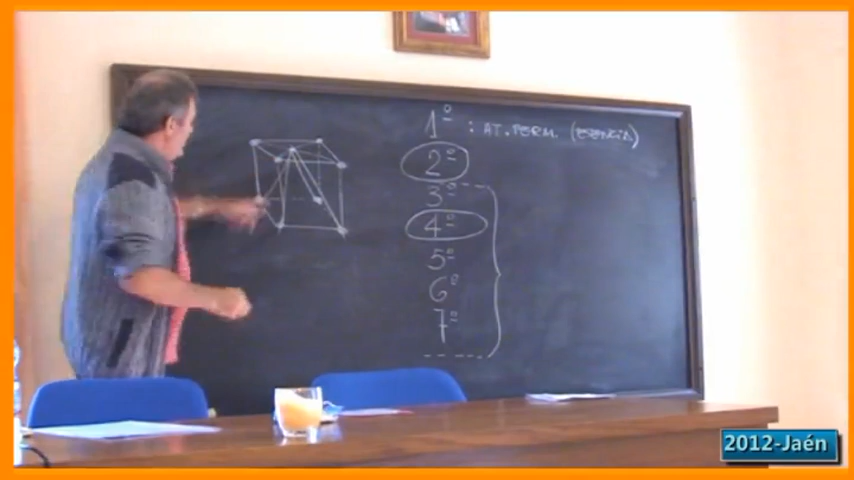 1º : AT. PERM. (ESENCIA)
2º
3º
4º
5º
6º
7º
2012-Jaén